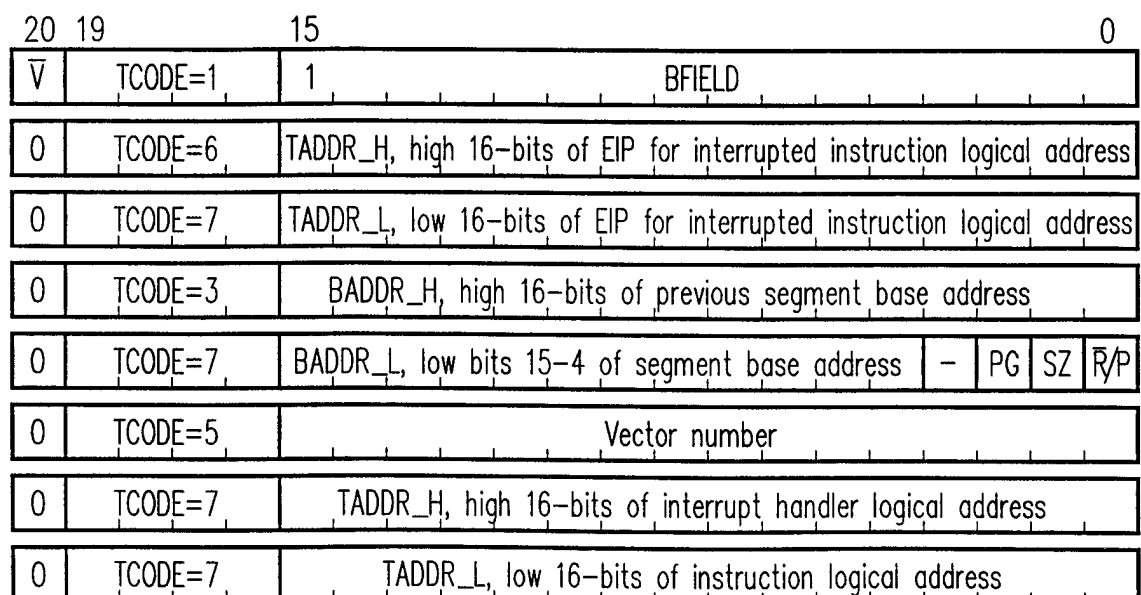 20 19 15 0
V̅ TCODE=1 1 BFIELD
0 TCODE=6 TADDR_H, high 16-bits of EIP for interrupted instruction logical address
0 TCODE=7 TADDR_L, low 16-bits of EIP for interrupted instruction logical address
0 TCODE=3 BADDR_H, high 16-bits of previous segment base address
0 TCODE=7 BADDR_L, low bits 15-4 of segment base address - PG SZ R̅/P
0 TCODE=5 Vector number
0 TCODE=7 TADDR_H, high 16-bits of interrupt handler logical address
0 TCODE=7 TADDR_L, low 16-bits of instruction logical address